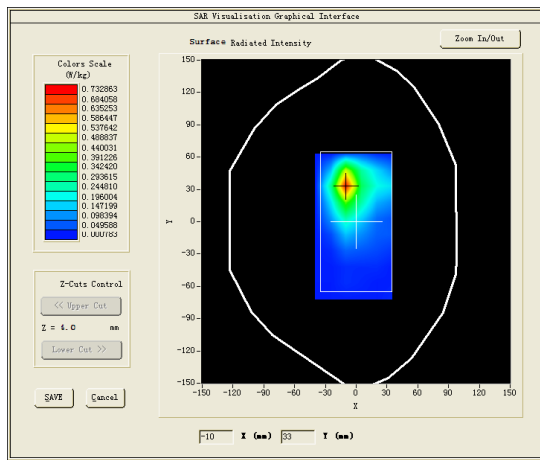 SAR Visualisation Graphical Interface
Surface Radiated Intensity
Zoom In/Out
Colors Scale
(W/kg)
0.732863
0.684058
0.635253
0.586447
0.537642
0.488837
0.440031
0.391226
0.342420
0.293615
0.244810
0.196004
0.147199
0.098394
0.049588
0.000783
Z-Cuts Control
<< Upper Cut
Z = 4.0 mm
Lower Cut >>
SAVE Cancel
150
120
90
60
30
0
-30
-60
-90
-120
-150
Y
-150 -120 -90 -60 -30 0 30 60 90 120 150
X
-10 X (mm) 33 Y (mm)